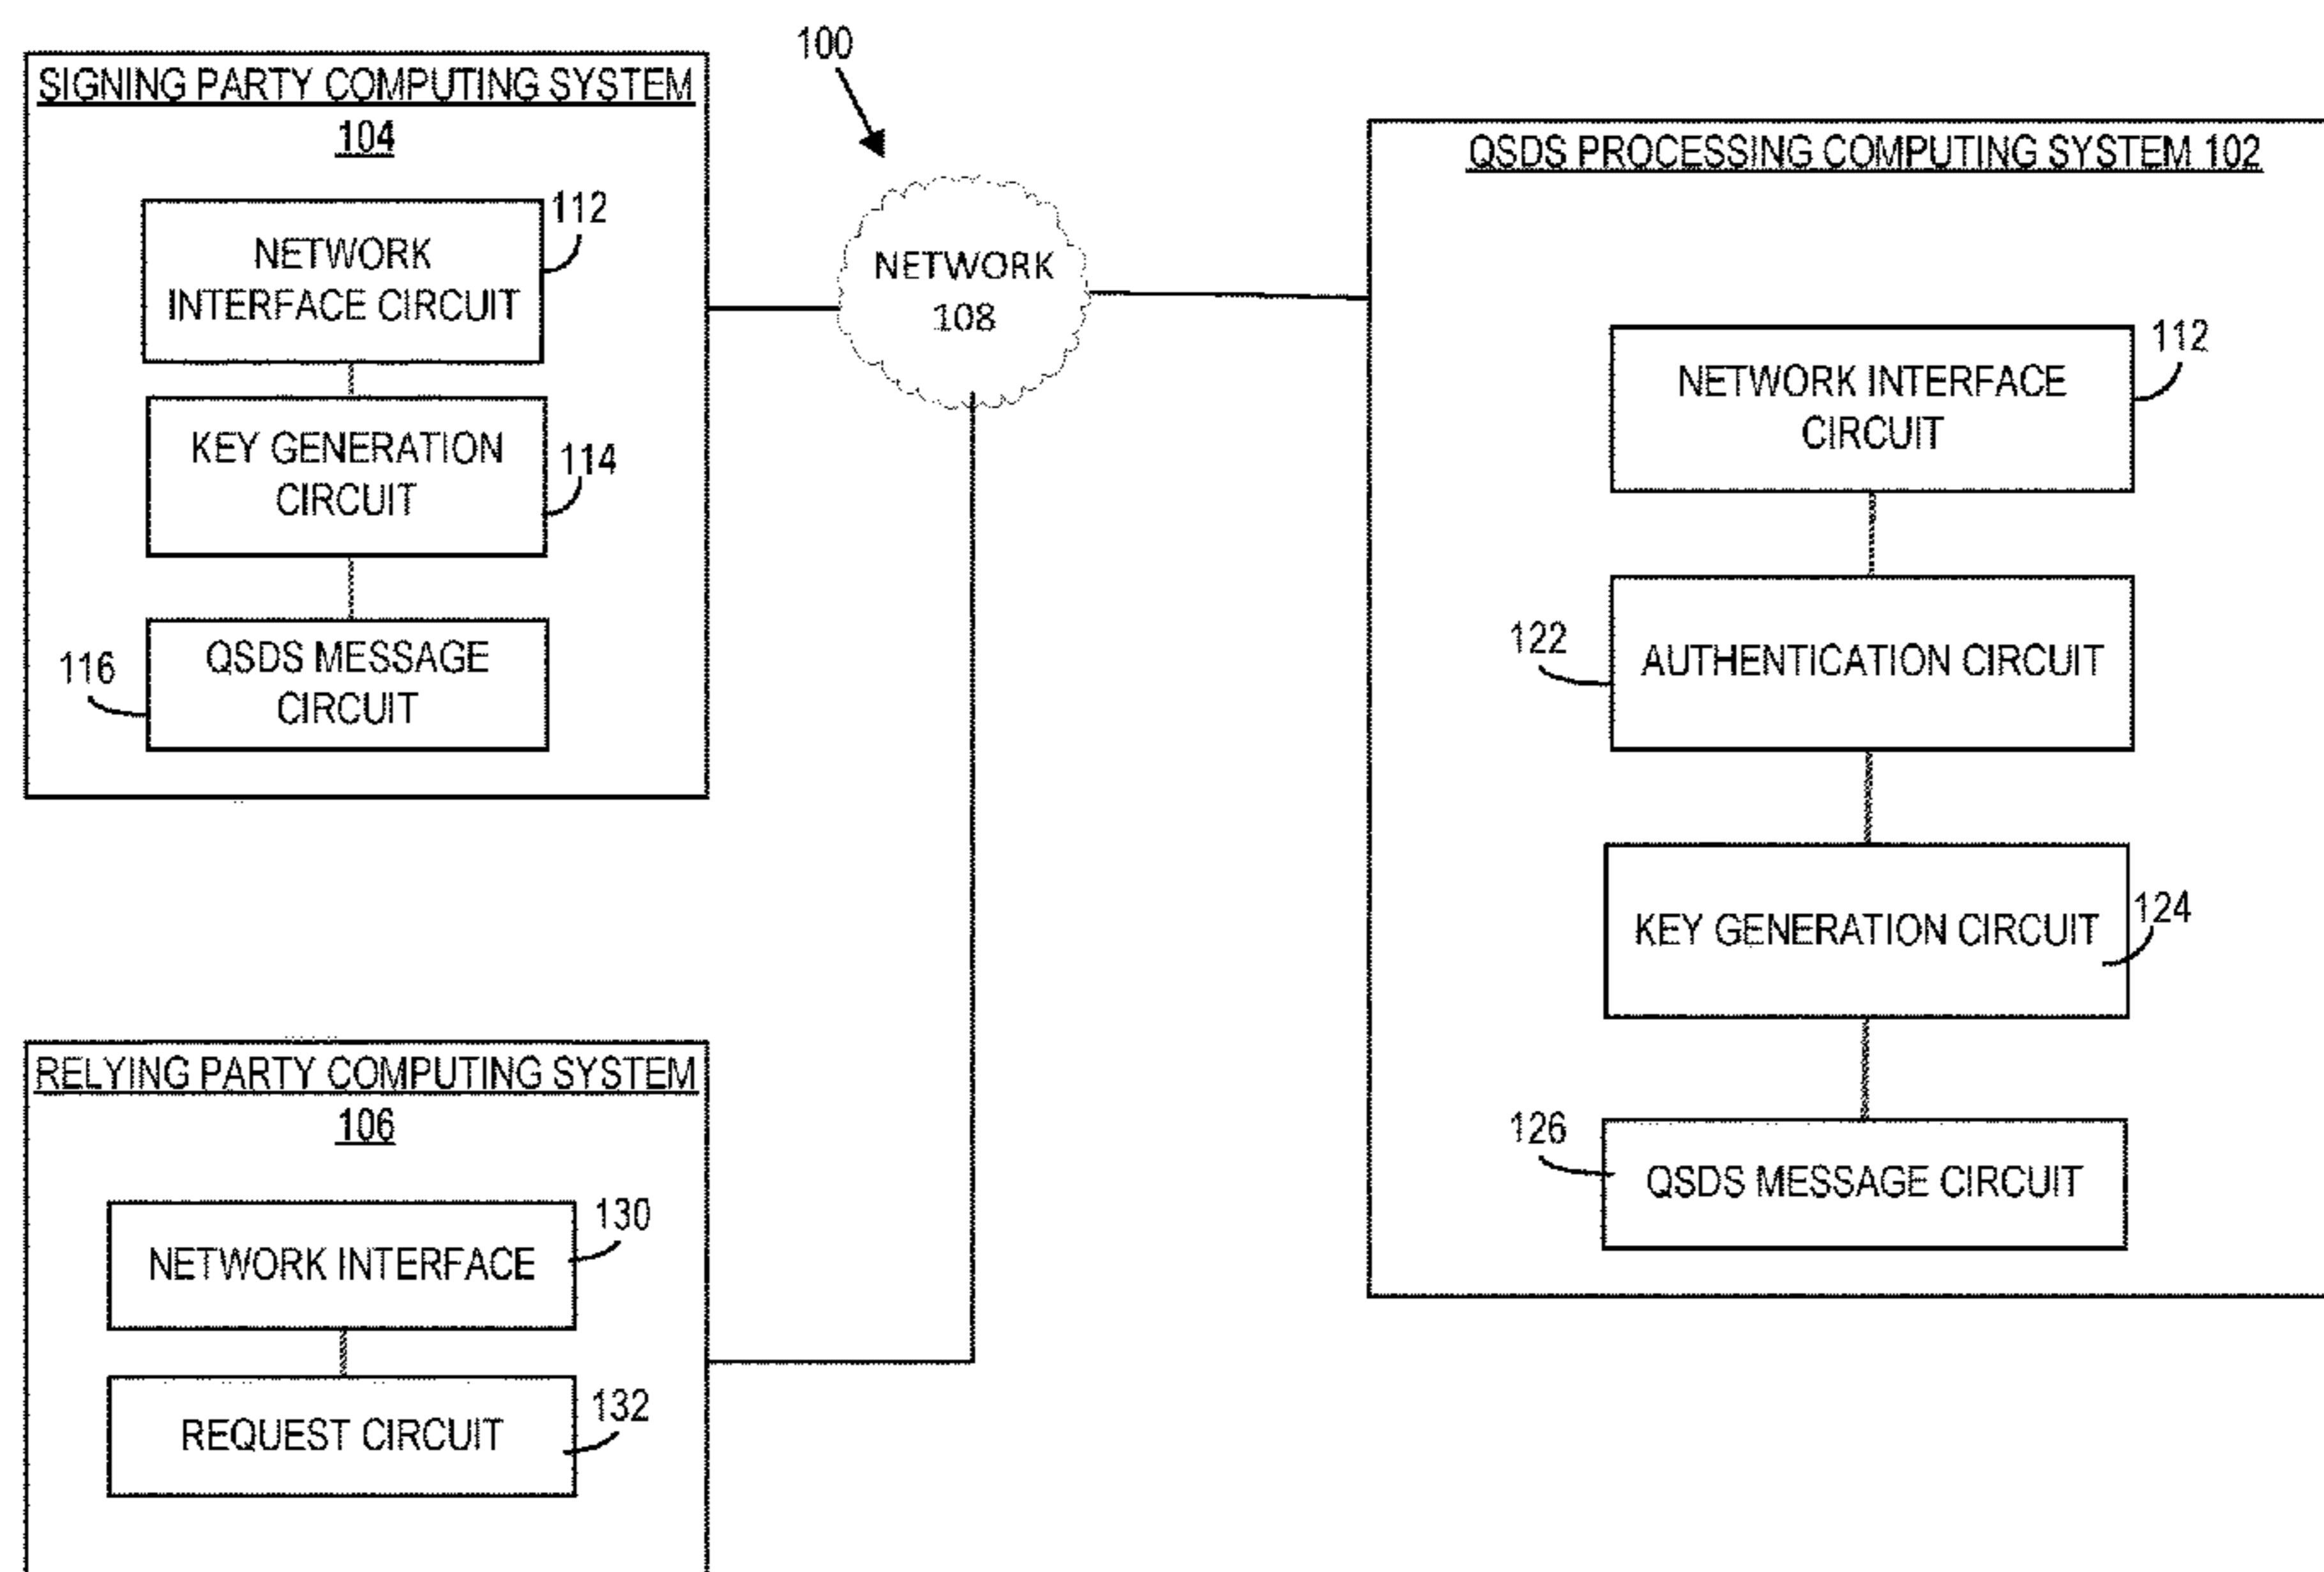 100
SIGNING PARTY COMPUTING SYSTEM
104
112
NETWORK
INTERFACE CIRCUIT
KEY GENERATION
CIRCUIT
114
116
QSDS MESSAGE
CIRCUIT
NETWORK
108
QSDS PROCESSING COMPUTING SYSTEM 102
112
NETWORK INTERFACE
CIRCUIT
122
AUTHENTICATION CIRCUIT
124
KEY GENERATION CIRCUIT
126
QSDS MESSAGE CIRCUIT
RELYING PARTY COMPUTING SYSTEM
106
130
NETWORK INTERFACE
132
REQUEST CIRCUIT